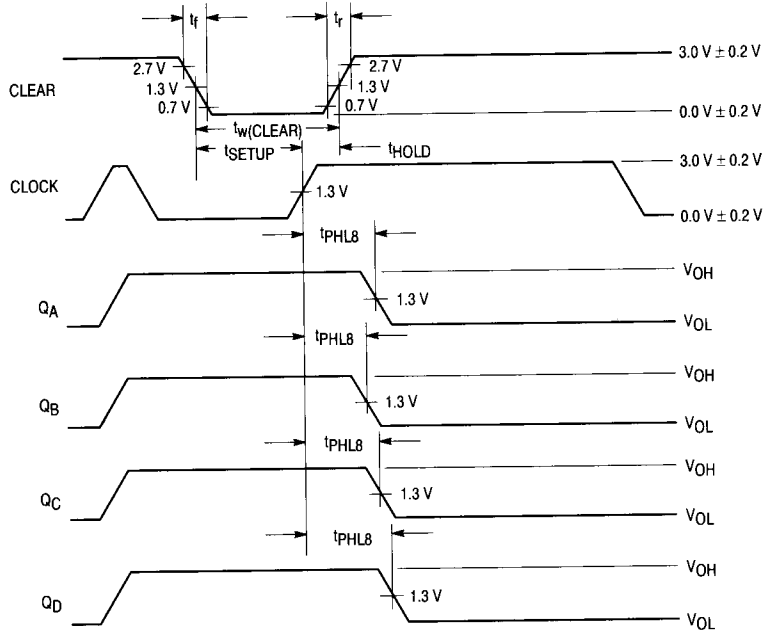 tf
tr
3.0 V ± 0.2 V
2.7 V
2.7 V
CLEAR
1.3 V
1.3 V
0.7 V
0.7 V
0.0 V ± 0.2 V
tw(CLEAR)
tSETUP
tHOLD
3.0 V ± 0.2 V
CLOCK
1.3 V
0.0 V ± 0.2 V
tPHL8
VOH
QA
1.3 V
VOL
tPHL8
VOH
QB
1.3 V
VOL
tPHL8
VOH
QC
1.3 V
VOL
tPHL8
VOH
QD
1.3 V
VOL